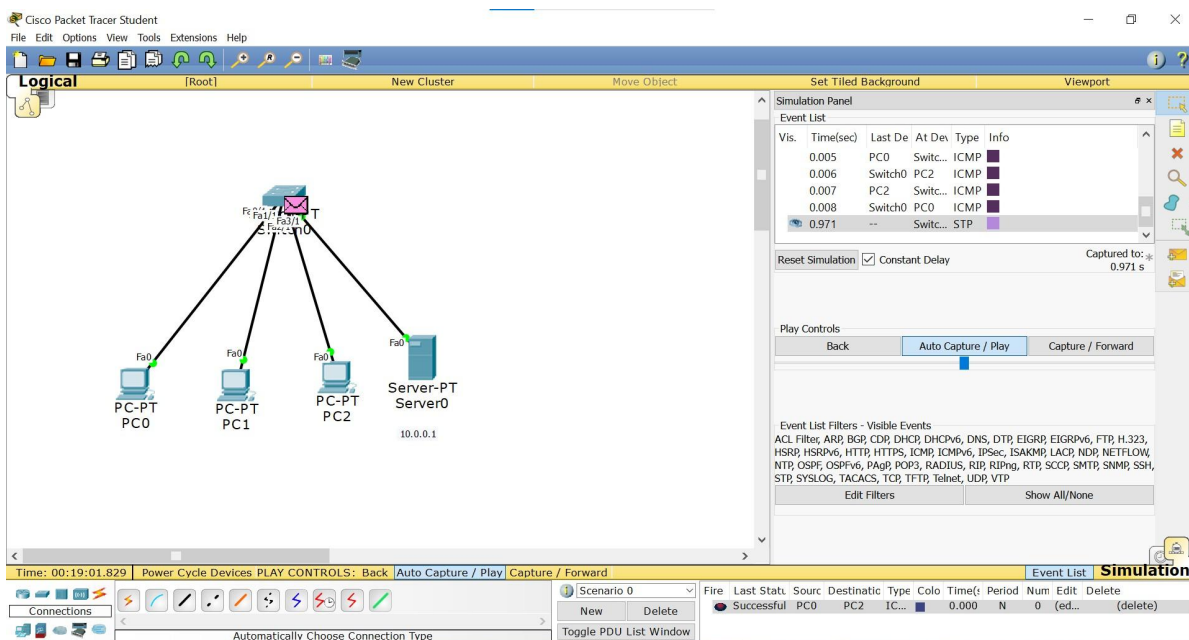 Cisco Packet Tracer Student
File Edit Options View Tools Extensions Help
Logical [Root] New Cluster Move Object Set Tiled Background Viewport
Simulation Panel
Event List
Vis. Time(sec) Last De At De Type Info
0.005 PC0 Switc... ICMP
0.006 Switch0 PC2 ICMP
0.007 PC2 Switc... ICMP
0.008 Switch0 PC0 ICMP
0.971 -- Switc... STP
Reset Simulation Constant Delay Captured to: *
0.971 s
Fa1/1
Fa3/1
Fa0
Fa0
Fa0
Fa0
PC-PT
PC0
PC-PT
PC1
PC-PT
PC2
Server-PT
Server0
10.0.0.1
Play Controls
Back Auto Capture / Play Capture / Forward
Event List Filters - Visible Events
ACL Filter, ARP, BGP, CDP, DHCP, DHCPv6, DNS, DTP, EIGRP, EIGRPv6, FTP, H.323,
HSRP, HSRPv6, HTTP, HTTPS, ICMP, ICMPv6, IPSec, ISAKMP, LACP, NDP, NETFLOW,
NTP, OSPF, OSPFv6, PAgP, POP3, RADIUS, RIP, RIPng, RTP, SCCP, SMTP, SNMP, SSH,
STP, SYSLOG, TACACS, TCP, TFTP, Telnet, UDP, VTP
Edit Filters Show All/None
Time: 00:19:01.829 Power Cycle Devices PLAY CONTROLS: Back Auto Capture / Play Capture / Forward Event List Simulation
Connections
Automatically Choose Connection Type
Scenario 0
New Delete
Toggle PDU List Window
Fire Last Statu Sourc Destinatio Type Colo Time(s Period Num Edit Delete
Successful PC0 PC2 IC... 0.000 N 0 (ed... (delete)